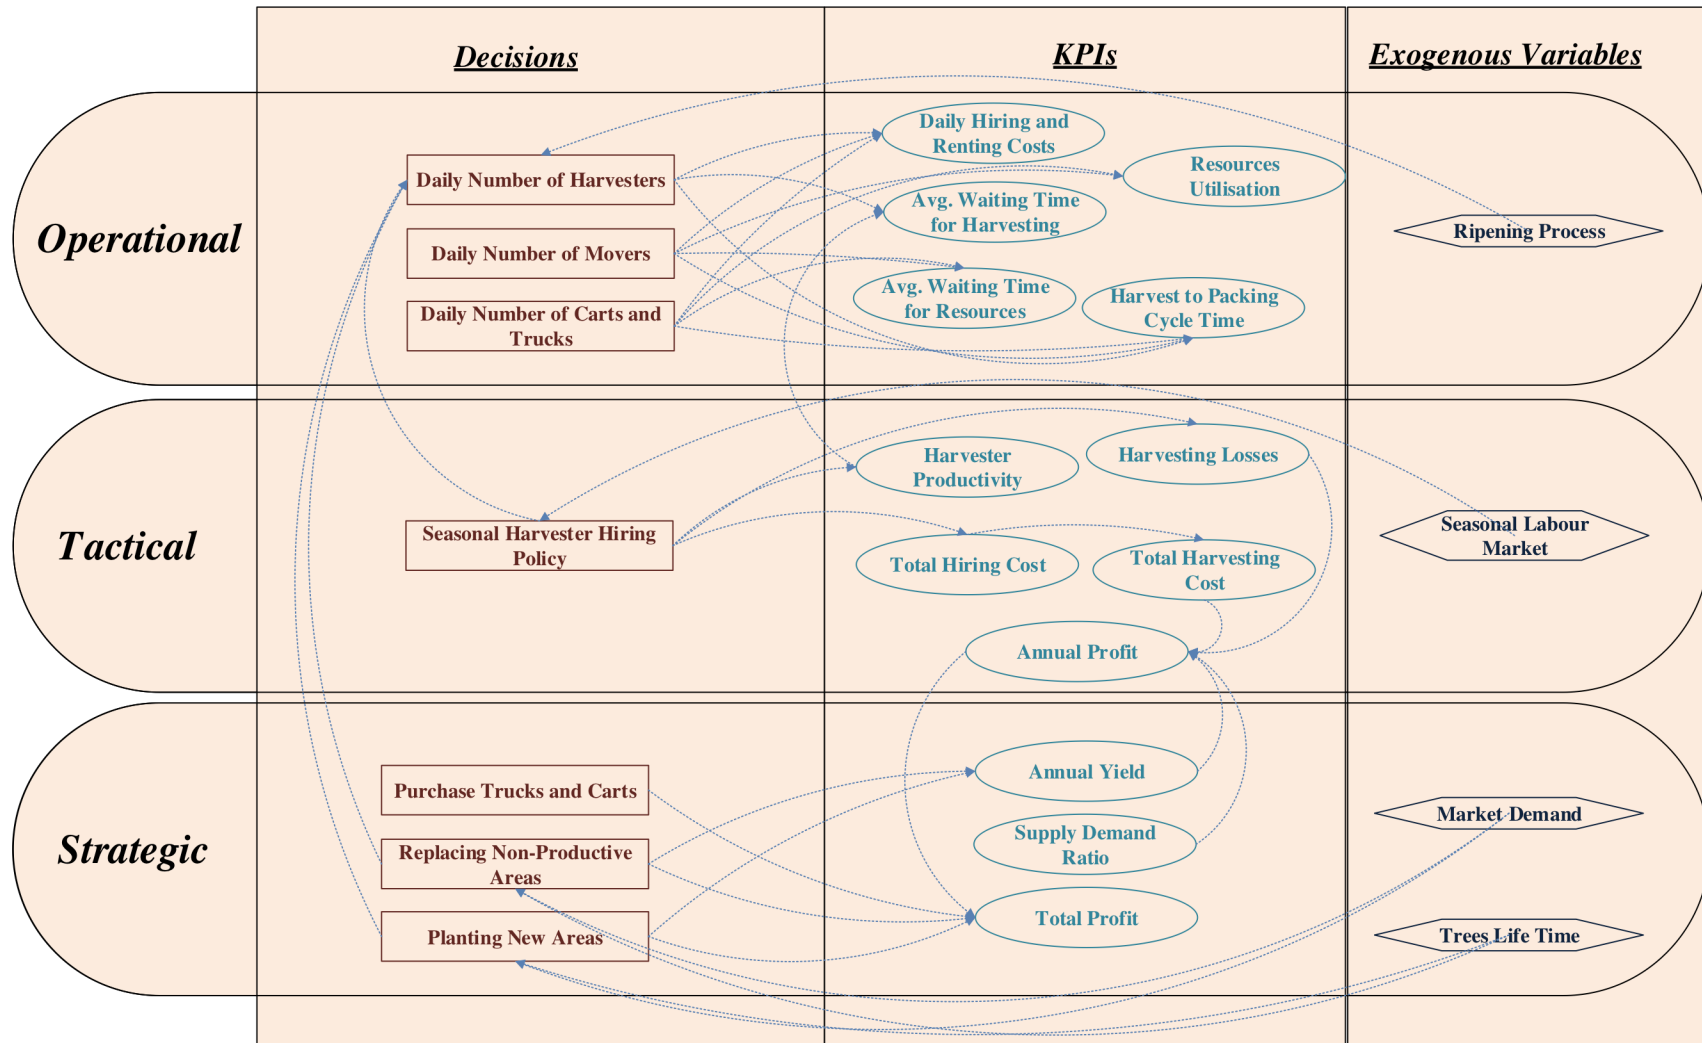 Decisions
KPIs
Exogenous Variables
Operational
Daily Number of Harvesters
Daily Number of Movers
Daily Number of Carts and
Trucks
Daily Hiring and
Renting Costs
Resources
Utilisation
Avg. Waiting Time
for Harvesting
Avg. Waiting Time
for Resources
Harvest to Packing
Cycle Time
Ripening Process
Tactical
Seasonal Harvester Hiring
Policy
Harvester
Productivity
Harvesting Losses
Total Hiring Cost
Total Harvesting
Cost
Annual Profit
Seasonal Labour
Market
Strategic
Purchase Trucks and Carts
Replacing Non-Productive
Areas
Planting New Areas
Annual Yield
Supply Demand
Ratio
Total Profit
Market Demand
Trees Life Time